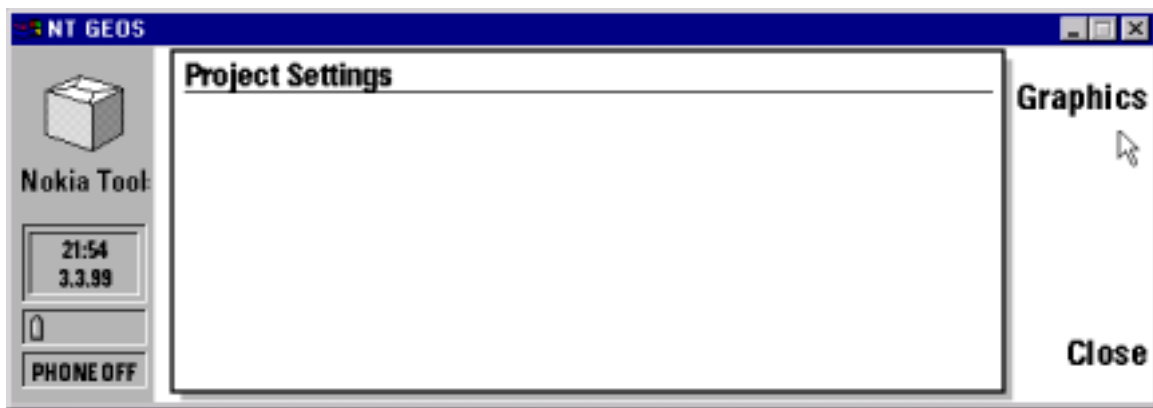 NT GEOS
Project Settings
Graphics
Nokia Tool
21:54
3.3.99
PHONE OFF
Close